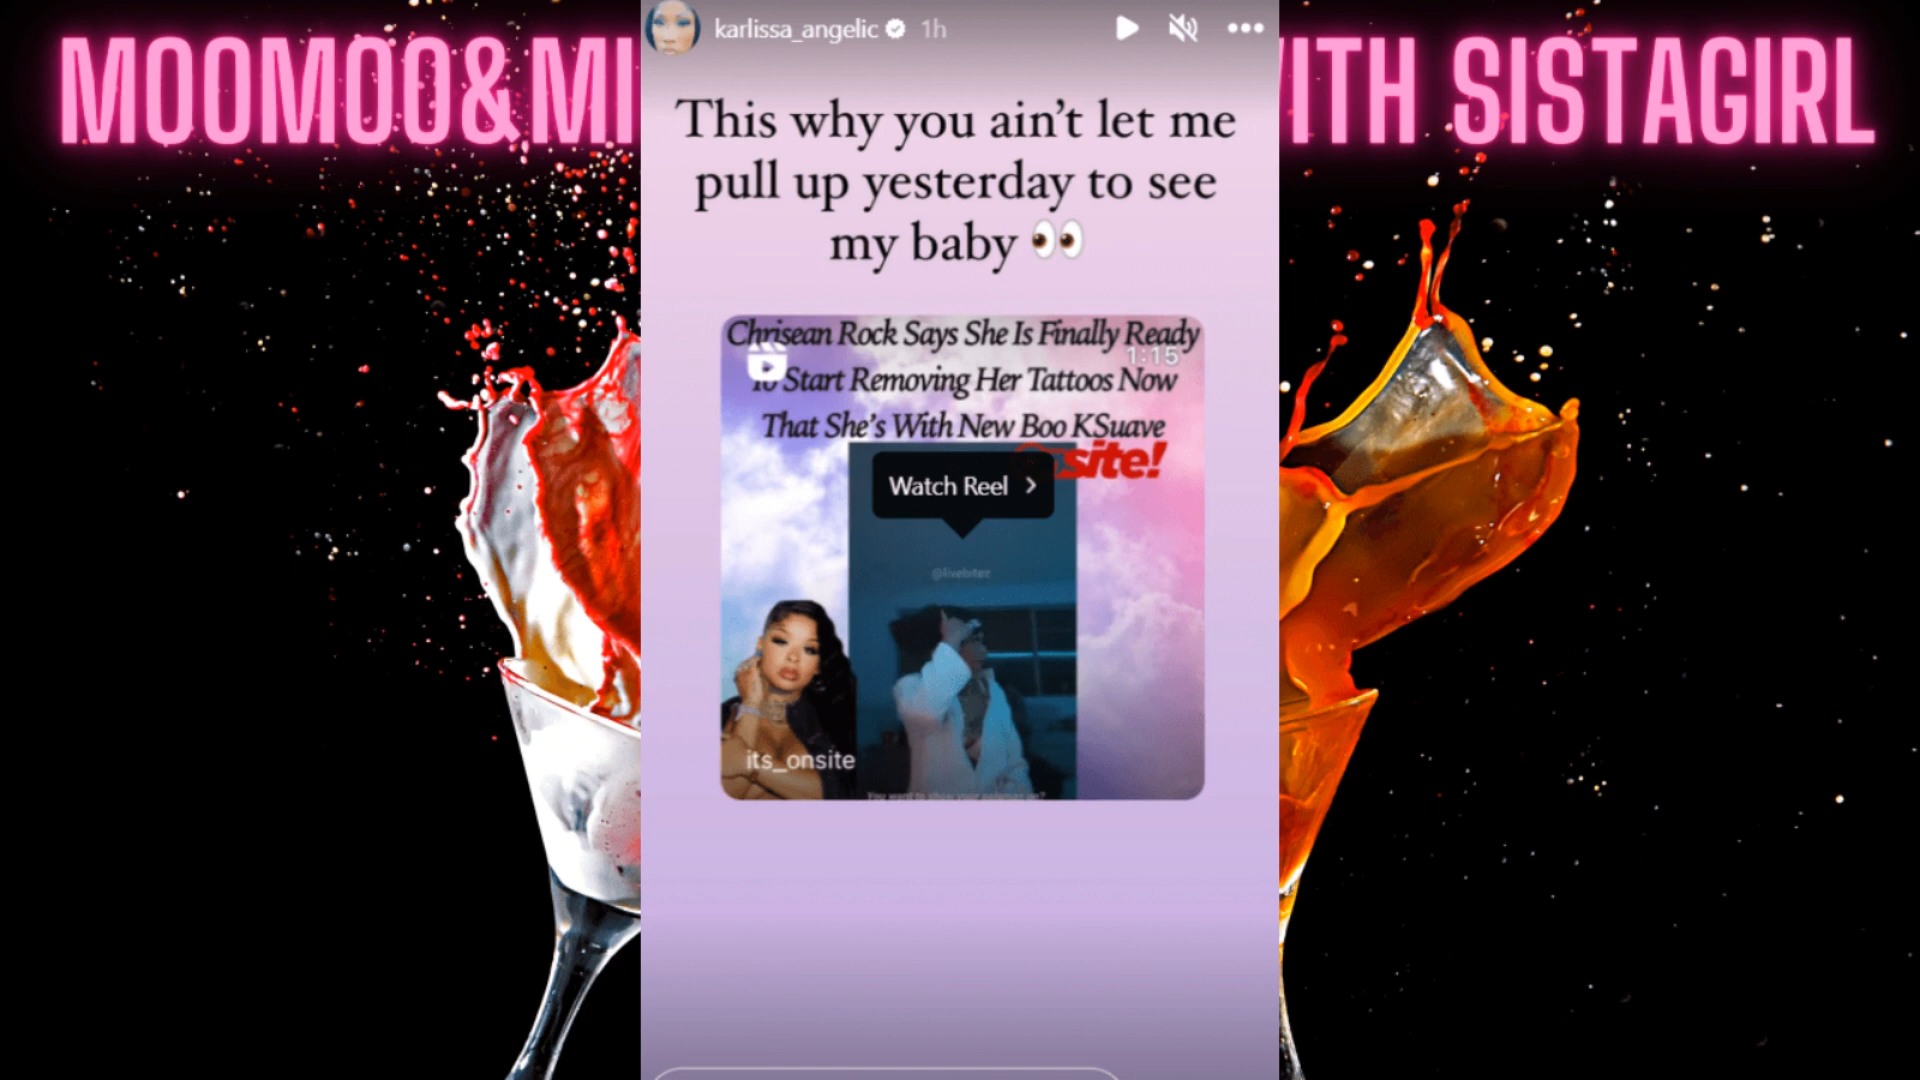 MOOMOO&MI
ITH SISTAGIRL
karlissa_angelic 1h
This why you ain't let me
pull up yesterday to see
my baby 👀
Chrisean Rock Says She Is Finally Ready
1:15
To Start Removing Her Tattoos Now
That She's With New Boo KSuave
site!
Watch Reel
@livebitez
its_onsite